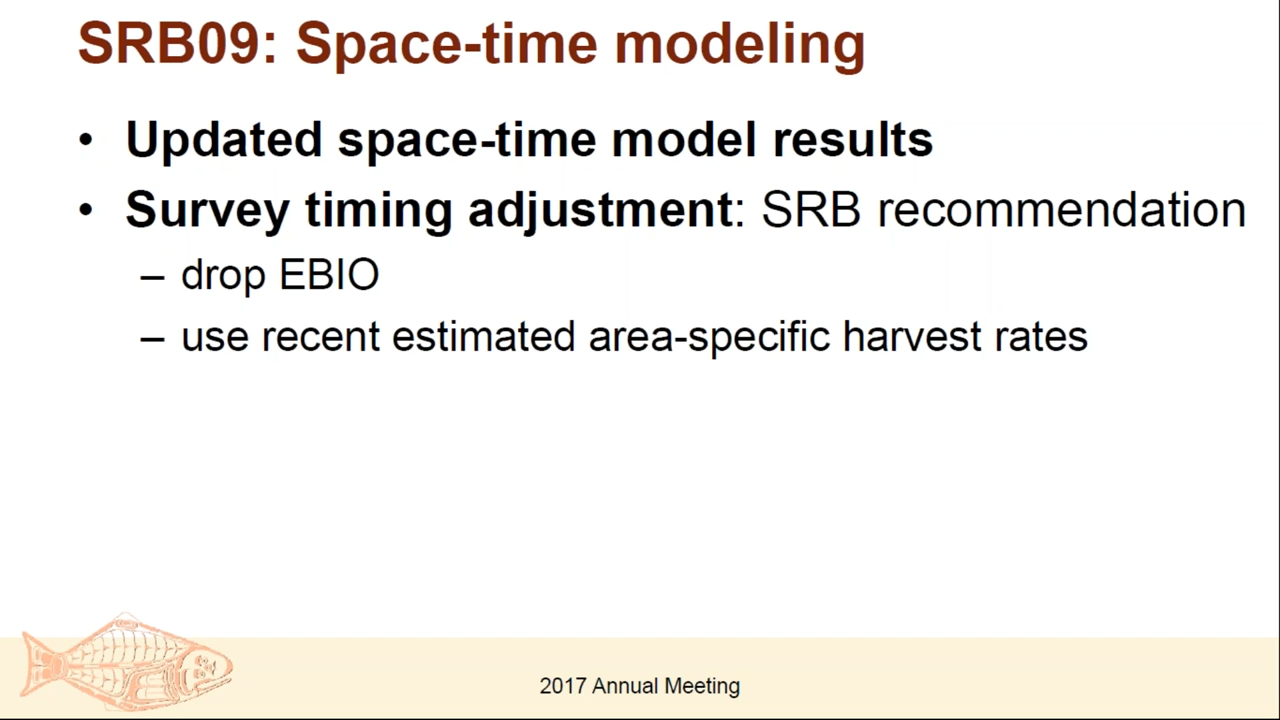 SRB09: Space-time modeling
• Updated space-time model results
• Survey timing adjustment: SRB recommendation
– drop EBIO
– use recent estimated area-specific harvest rates
2017 Annual Meeting